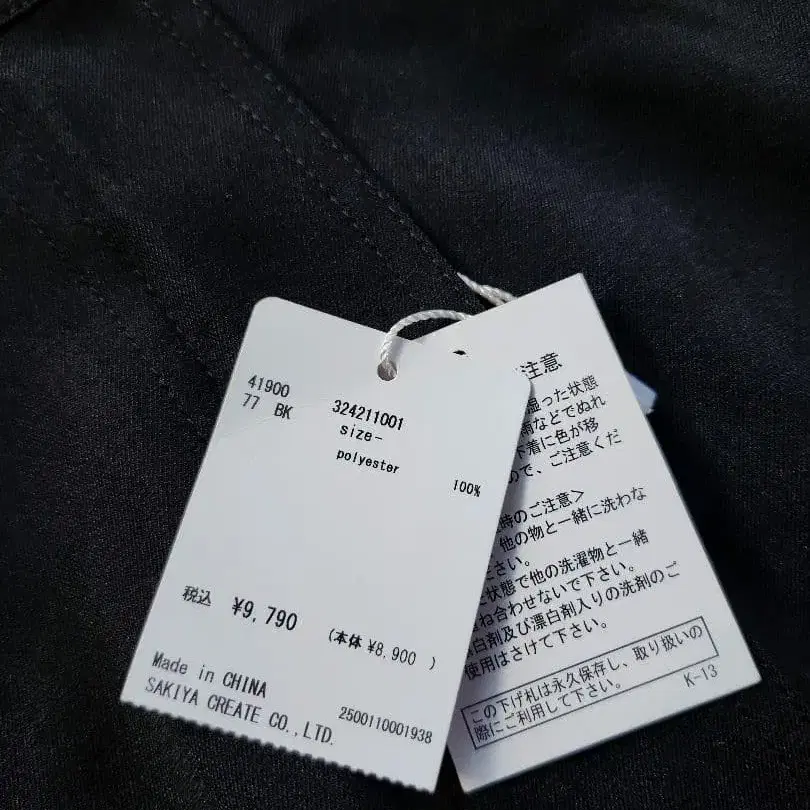 41900
77 BK
324211001
size-
polyester
100%
税込 ¥9,790 (本体 ¥8,900 )
Made in CHINA
SAKIYA CREATE CO.,LTD.
2500110001938
ご注意
湿った状態
雨などでぬれ
下着に色が移
ので、ご注意くだ
時のご注意>
他の物と一緒に洗わな
さい。
状態で他の洗濯物と一緒
ね合わせないで下さい。
白剤及び漂白剤入りの洗剤のご
使用はさけて下さい。
この下げ札は永久保存し、取り扱いの
際にご利用して下さい。
K-13